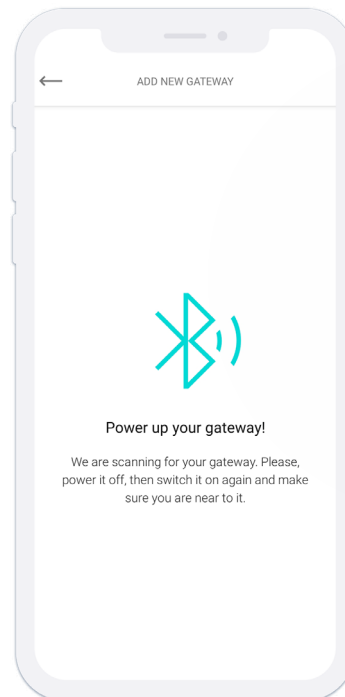 ADD NEW GATEWAY
Power up your gateway!
We are scanning for your gateway. Please,
power it off, then switch it on again and make
sure you are near to it.